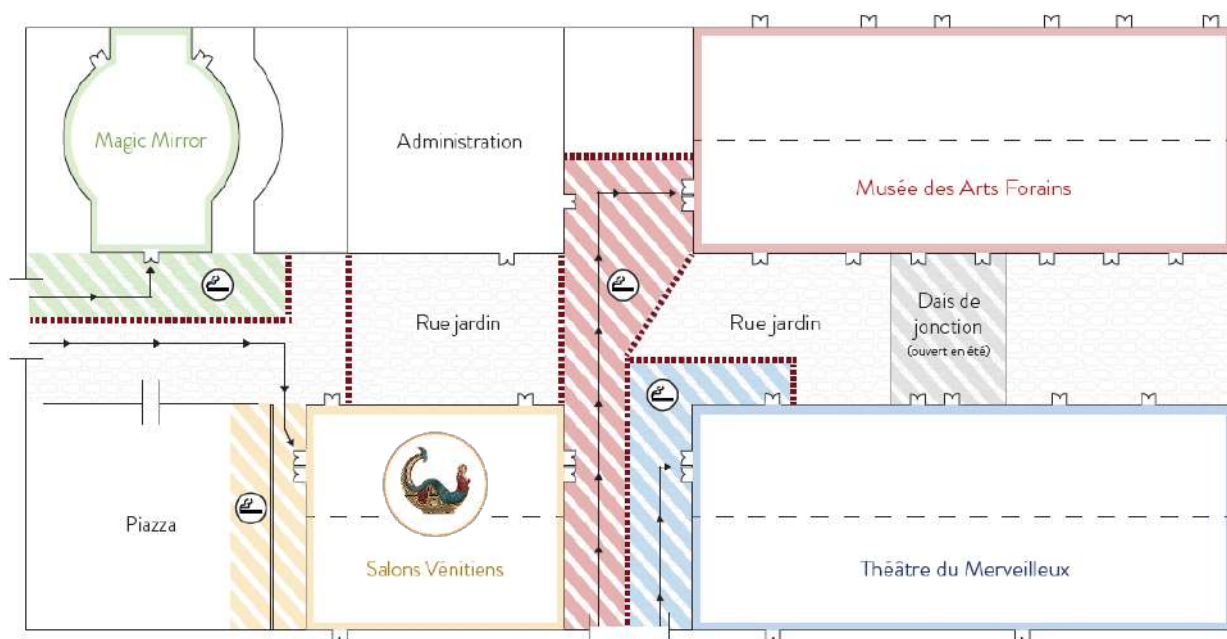 Magic Mirror
Administration
Musée des Arts Forains
Rue jardin
Rue jardin
Dais de
jonction
(ouvert en été)
Piazza
Salons Vénitiens
Théâtre du Merveilleux